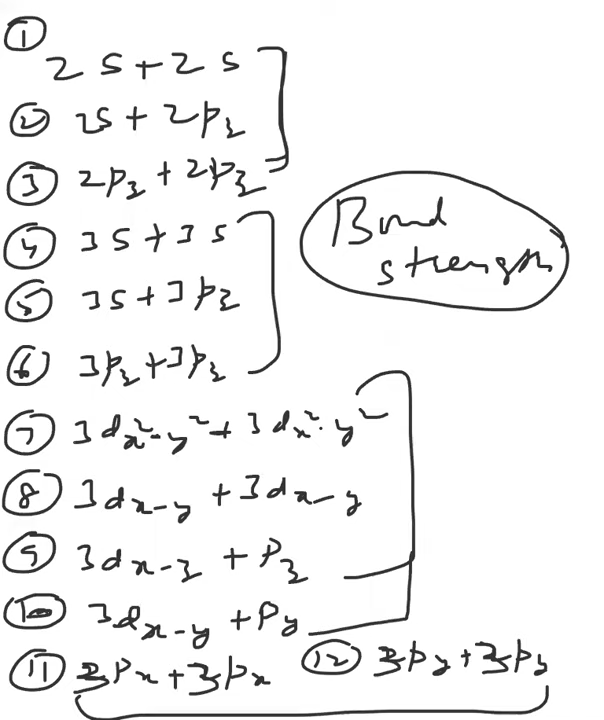 ① 2s + 2s
② 2s + 2pz
③ 2pz + 2pz
④ 3s + 3s
⑤ 3s + 3pz
⑥ 3pz + 3pz
Bond
strength
⑦ 3dx²-y² + 3dx²-y²
⑧ 3dx-y + 3dx-y
⑨ 3dx-z + Pz
⑩ 3dx-y + Py
⑪ 3Px + 3Px ⑫ 3Py + 3Py